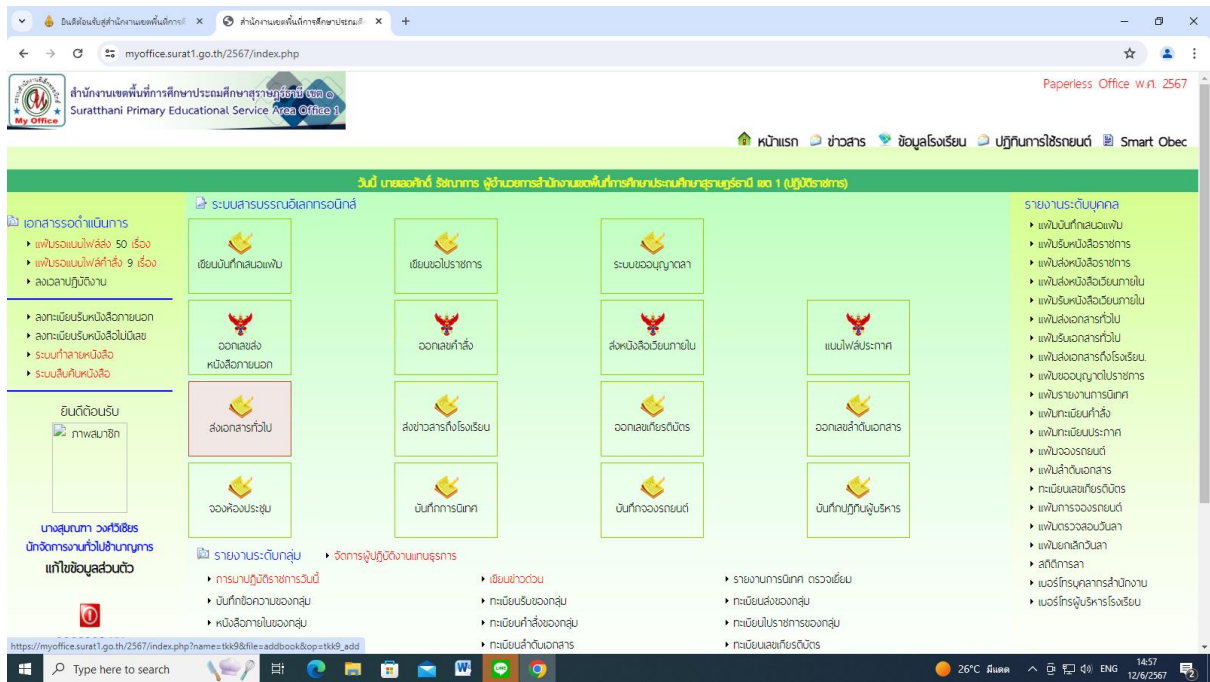 อินดีต้อนรับสู่สำนักงานเขตพื้นที่การศึ
สำนักงานเขตพื้นที่การศึกษาประถมศึ
myoffice.surat1.go.th/2567/index.php
My Office
สำนักงานเขตพื้นที่การศึกษาประถมศึกษาสุราษฎร์ธานี เขต ๑
Suratthani Primary Educational Service Area Office 1
Paperless Office พ.ศ. 2567
หน้าแรก ข่าวสาร ข้อมูลโรงเรียน ปฏิทินการใช้รถยนต์ Smart Obec
วันนี้ นายเลอศักดิ์ รัชณาการ ผู้อำนวยการสำนักงานเขตพื้นที่การศึกษาประถมศึกษาสุราษฎร์ธานี เขต 1 (ปฏิบัติราชการ)
เอกสารรอดำเนินการ
แฟ้มรอแนบไฟล์ส่ง 50 เรื่อง
แฟ้มรอแนบไฟล์คำสั่ง 9 เรื่อง
ลงเวลาปฏิบัติงาน
ลงทะเบียนรับหนังสือภายนอก
ลงทะเบียนรับหนังสือไม่มีเลข
ระบบทำลายหนังสือ
ระบบสืบค้นหนังสือ
ยินดีต้อนรับ
ภาพสมาชิก
นางสุมณฑา วงศ์วิเชียร
นักจัดการงานทั่วไปชำนาญการ
แก้ไขข้อมูลส่วนตัว
ระบบสารบรรณอิเลกทรอนิกส์
เขียนบันทึกเสนอแฟ้ม
เขียนขอไปราชการ
ระบบขออนุญาตลา
ออกเลขส่ง
หนังสือภายนอก
ออกเลขคำสั่ง
ส่งหนังสือเวียนภายใน
แนบไฟล์ประกาศ
ส่งเอกสารทั่วไป
ส่งข่าวสารถึงโรงเรียน
ออกเลขเกียรติบัตร
ออกเลขลำดับเอกสาร
จองห้องประชุม
บันทึกการนิเทศ
บันทึกจองรถยนต์
บันทึกปฏิทินผู้บริหาร
รายงานระดับกลุ่ม
จัดการผู้ปฏิบัติงานแทนธุรการ
การมาปฏิบัติราชการวันนี้
เขียนข่าวด่วน
รายงานการนิเทศ ตรวจเยี่ยม
บันทึกข้อความของกลุ่ม
ทะเบียนรับของกลุ่ม
ทะเบียนส่งของกลุ่ม
หนังสือภายในของกลุ่ม
ทะเบียนคำสั่งของกลุ่ม
ทะเบียนไปราชการของกลุ่ม
ทะเบียนลำดับเอกสาร
ทะเบียนเลขเกียรติบัตร
รายงานระดับบุคคล
แฟ้มบันทึกเสนอแฟ้ม
แฟ้มรับหนังสือราชการ
แฟ้มส่งหนังสือราชการ
แฟ้มส่งหนังสือเวียนภายใน
แฟ้มรับหนังสือเวียนภายใน
แฟ้มส่งเอกสารทั่วไป
แฟ้มรับเอกสารทั่วไป
แฟ้มส่งเอกสารถึงโรงเรียน.
แฟ้มขออนุญาตไปราชการ
แฟ้มรายงานการนิเทศ
แฟ้มทะเบียนคำสั่ง
แฟ้มทะเบียนประกาศ
แฟ้มจองรถยนต์
แฟ้มลำดับเอกสาร
ทะเบียนเลขเกียรติบัตร
แฟ้มการจองรถยนต์
แฟ้มตรวจสอบวันลา
แฟ้มยกเลิกวันลา
สถิติการลา
เบอร์โทรบุคลากรสำนักงาน
เบอร์โทรผู้บริหารโรงเรียน
https://myoffice.surat1.go.th/2567/index.php?name=tkk9&file=addbook&op=tkk9_add
Type here to search
26°C มีแดด
ENG
14:57
12/6/2567